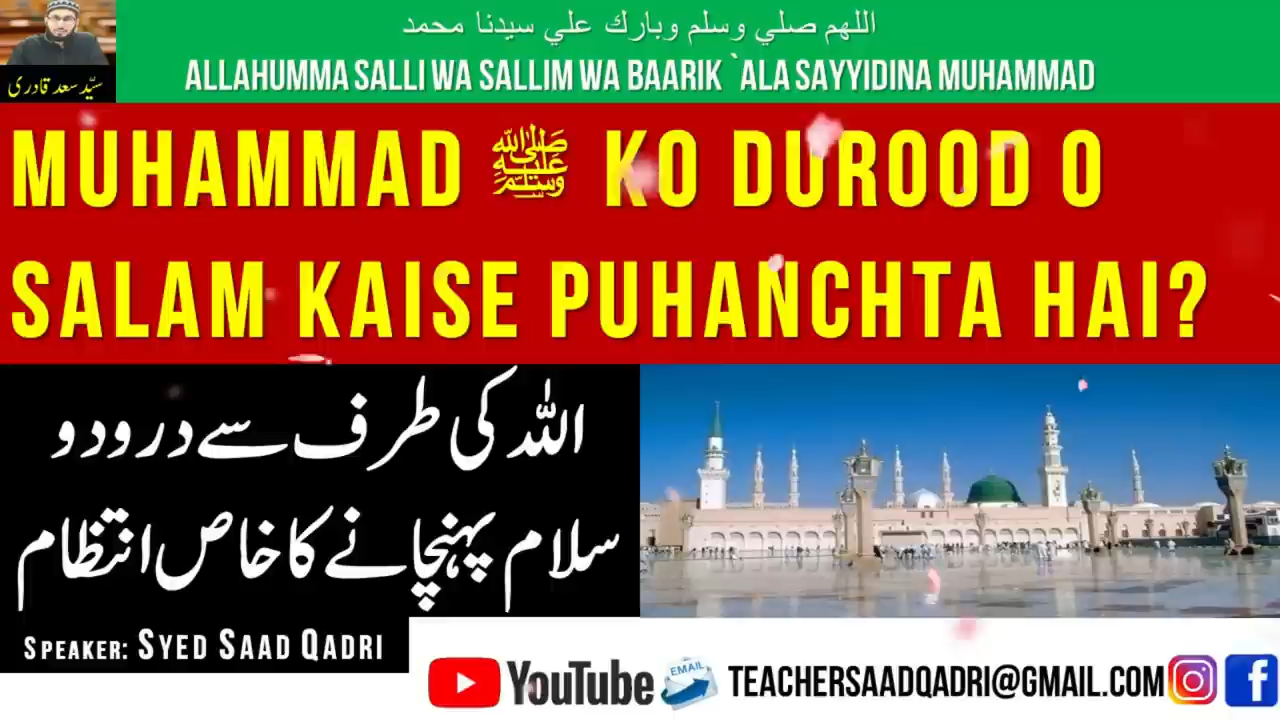 اللهم صلي وسلم وبارك علي سيدنا محمد
ALLAHUMMA SALLI WA SALLIM WA BAARIK `ALA SAYYIDINA MUHAMMAD
سیّد سعد قادری
MUHAMMAD ﷺ KO DUROOD O
SALAM KAISE PUHANCHTA HAI?
اللہ کی طرف سے درود و
سلام پہنچانے کا خاص انتظام
SPEAKER: SYED SAAD QADRI
YouTube
EMAIL
TEACHERSAADQADRI@GMAIL.COM